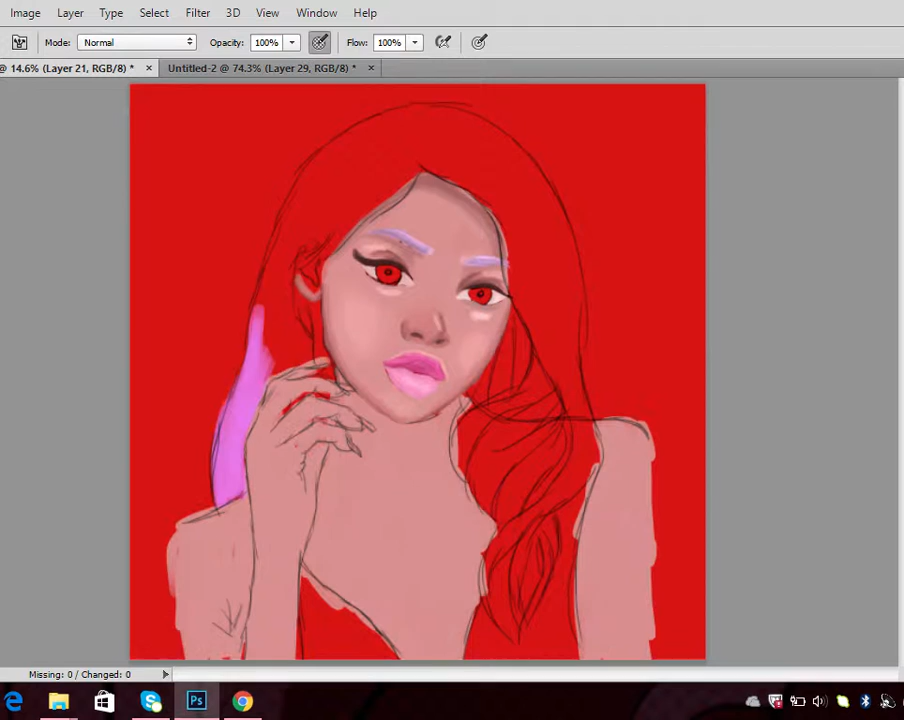 Image Layer Type Select Filter 3D View Window Help
Mode: Normal Opacity: 100% Flow: 100%
@ 14.6% (Layer 21, RGB/8) * × Untitled-2 @ 74.3% (Layer 29, RGB/8) * ×
Missing: 0 / Changed: 0
Ps